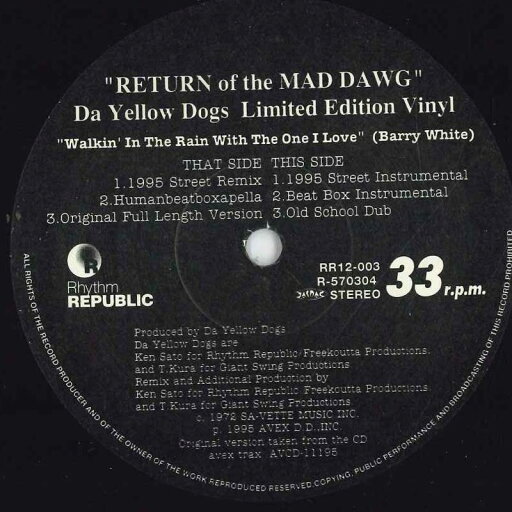 "RETURN of the MAD DAWG"
Da Yellow Dogs Limited Edition Vinyl
"Walkin' In The Rain With The One I Love" (Barry White)
THAT SIDE THIS SIDE
1.1995 Street Remix 1.1995 Street Instrumental
2.Humanbeatboxapella 2.Beat Box Instrumental
3.Original Full Length Version 3.Old School Dub
R
Rhythm
REPUBLIC
RR12-003
R-570304
JASRAC STEREO
33 r.p.m.
Produced by Da Yellow Dogs
Da Yellow Dogs are
Ken Sato for Rhythm Republic/Freekoutta Productions.
and T.Kura for Giant Swing Productions
Remix and Additional Production by
Ken Sato for Rhythm Republic/Freekoutta Productions.
and T.Kura for Giant Swing Productions
c. 1972 SA-VETTE MUSIC INC.
p. 1995 AVEX D.D.,INC.
Original version taken from the CD
avex trax AVCD-11195
ALL RIGHTS OF THE RECORD PRODUCER AND OF THE OWNER OF THE WORK REPRODUCED RESERVED.COPYING, PUBLIC PERFORMANCE AND BROADCASTING OF THIS RECORD PROHIBITED